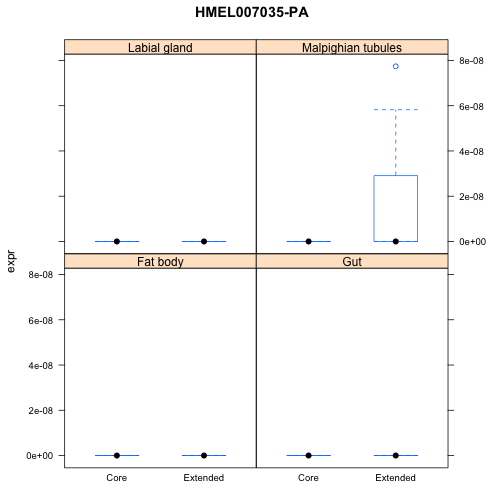 HMEL007035-PA
Labial gland
Malpighian tubules
8e-08
6e-08
4e-08
2e-08
0e+00
expr
Fat body
Gut
8e-08
6e-08
4e-08
2e-08
0e+00
Core
Extended
Core
Extended